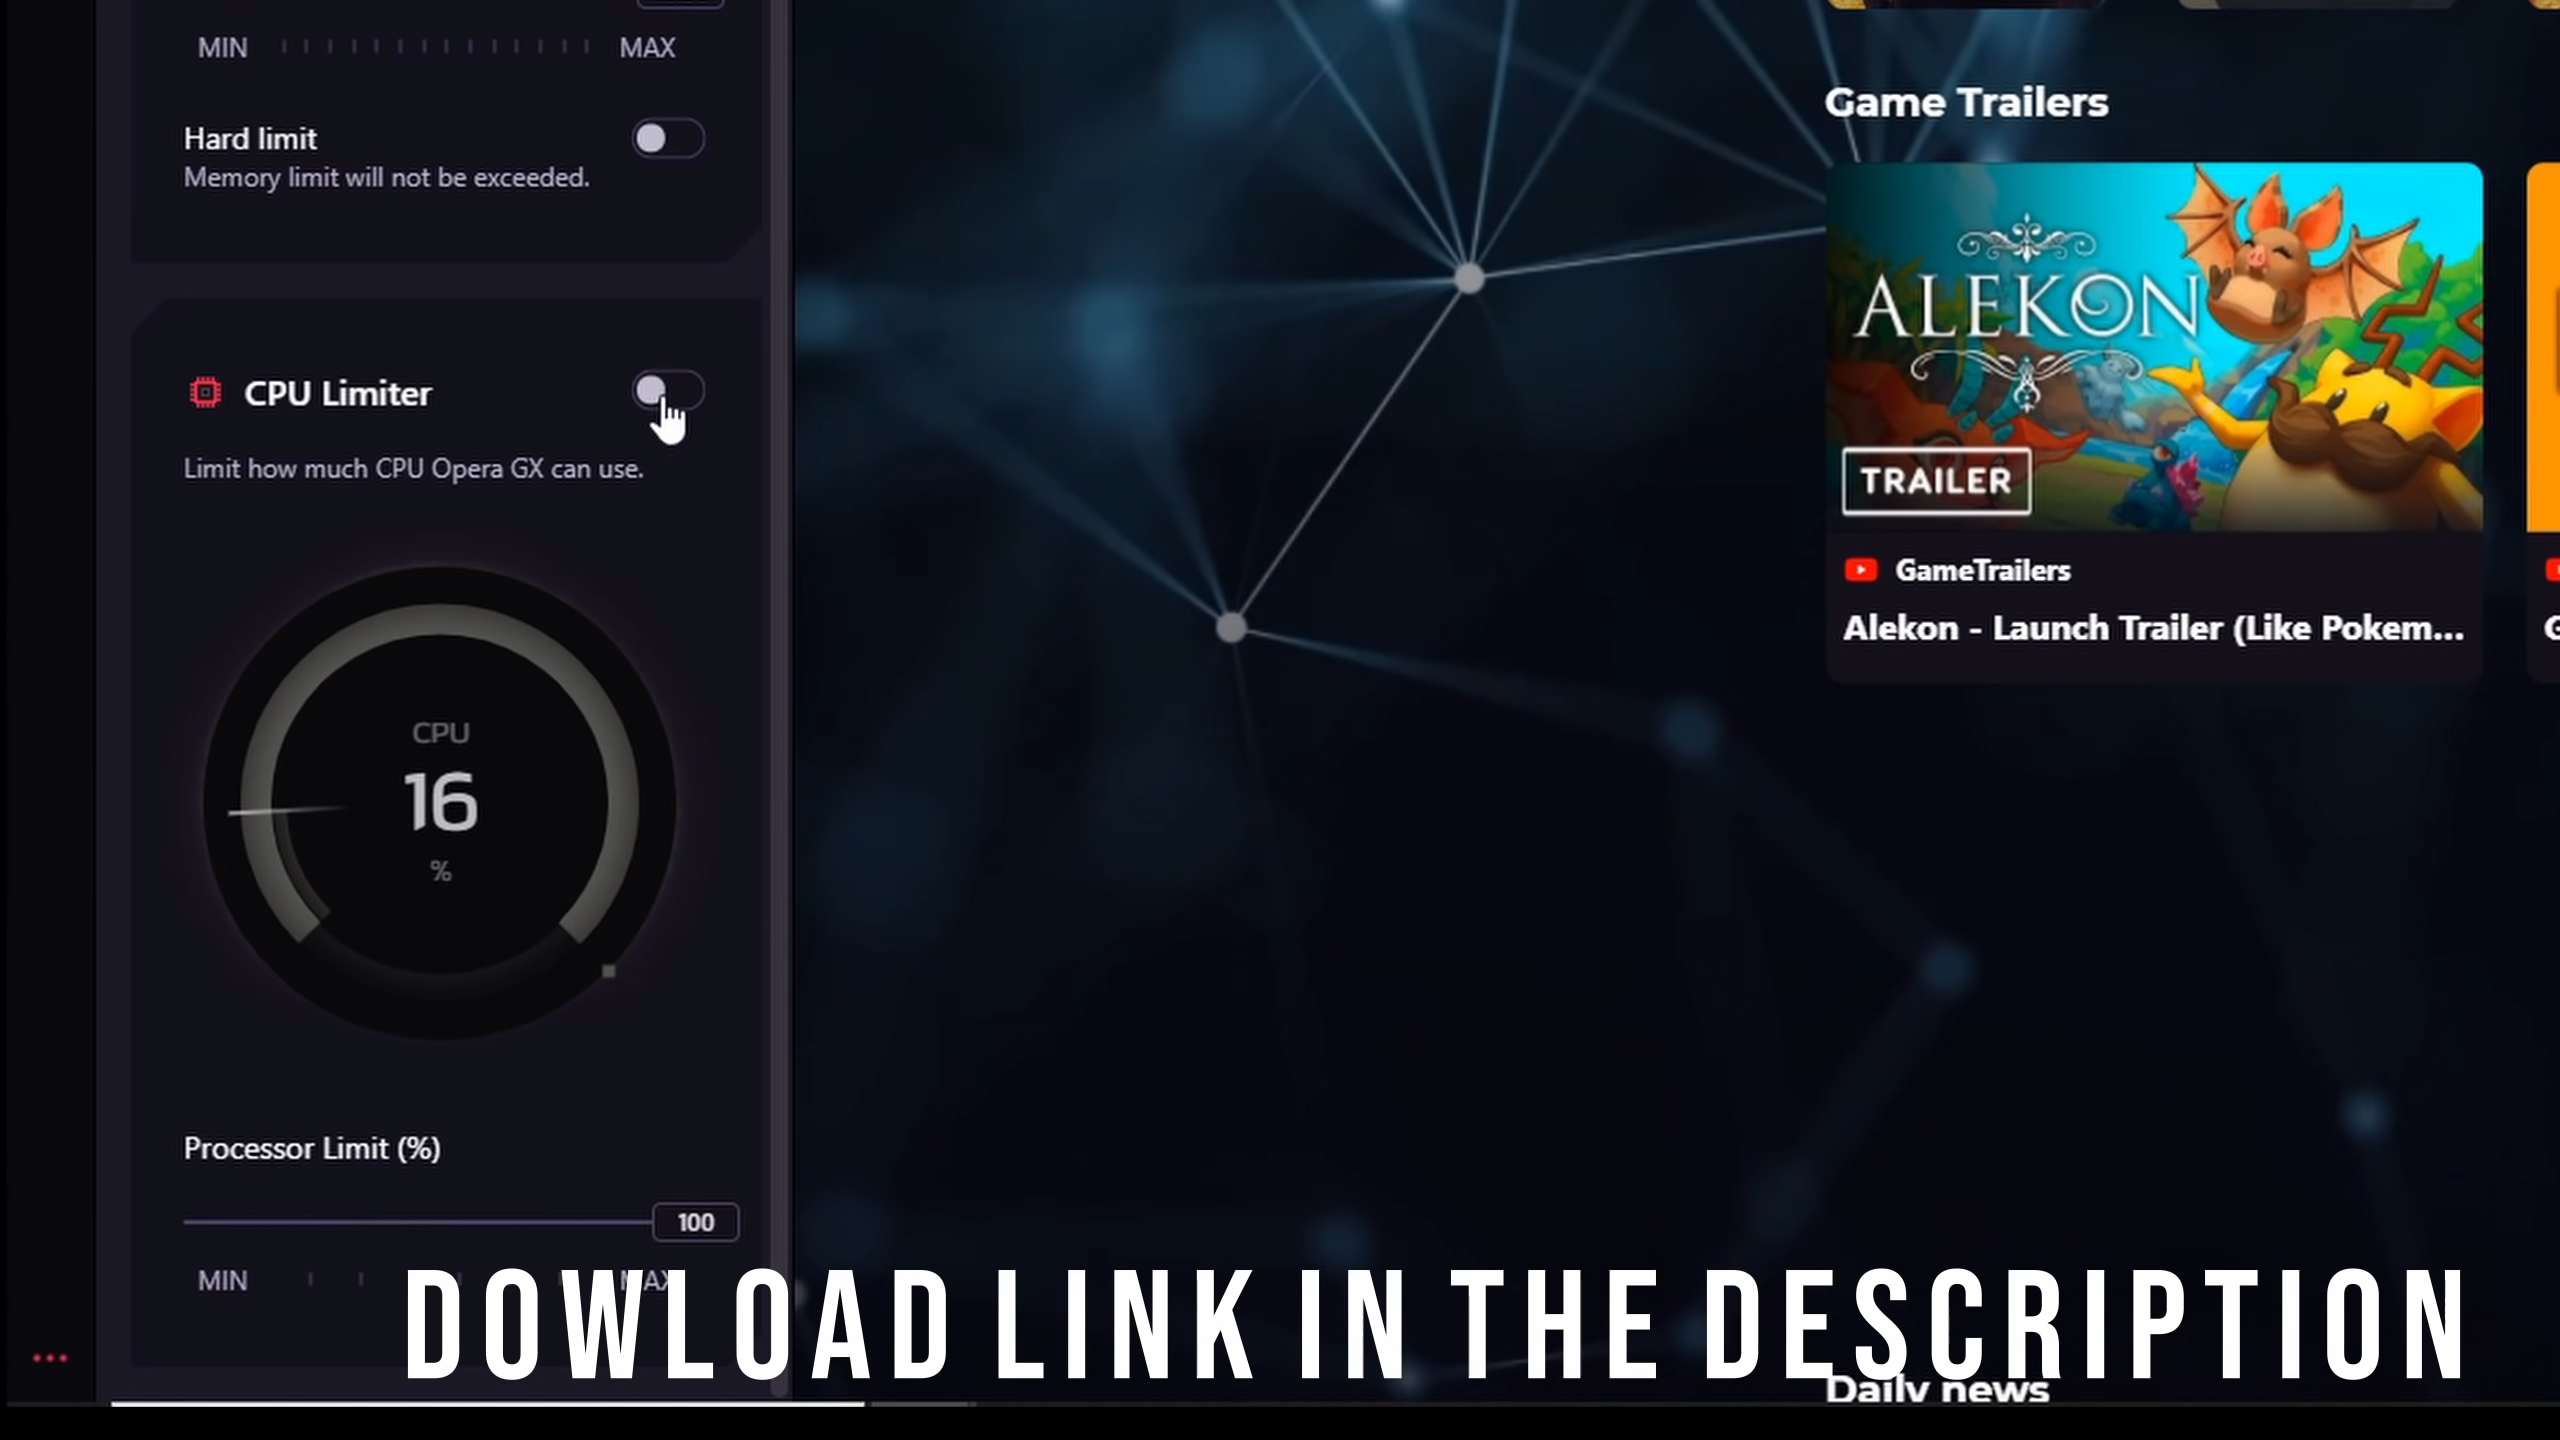 MIN MAX
Hard limit
Memory limit will not be exceeded.
CPU Limiter
Limit how much CPU Opera GX can use.
CPU
16
%
Processor Limit (%)
100
MIN MAX
Game Trailers
ALEKON
TRAILER
GameTrailers
Alekon - Launch Trailer (Like Pokem...
DOWLOAD LINK IN THE DESCRIPTION
Daily news